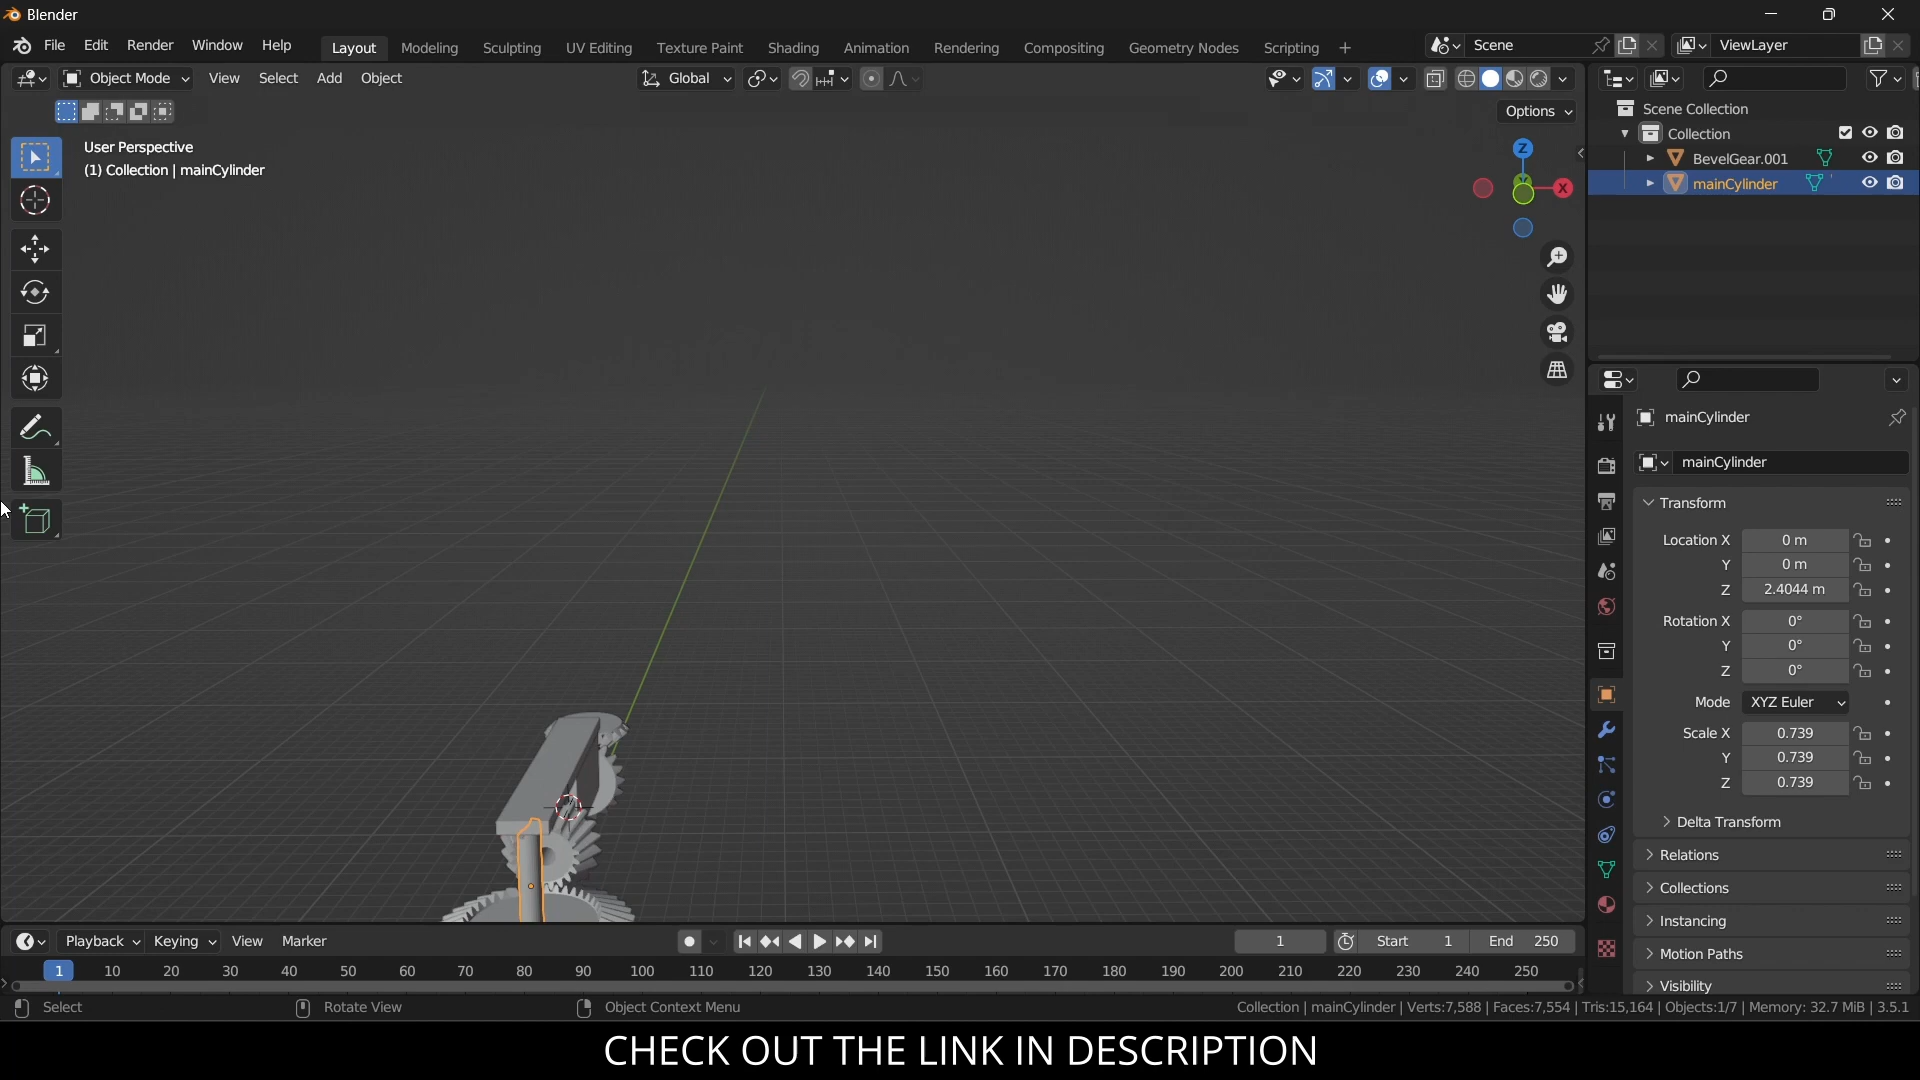 Blender
File Edit Render Window Help Layout Modeling Sculpting UV Editing Texture Paint Shading Animation Rendering Compositing Geometry Nodes Scripting + Scene ViewLayer
Object Mode View Select Add Object Global
Options
User Perspective
(1) Collection | mainCylinder
Z
X
Scene Collection
Collection
BevelGear.001
mainCylinder
mainCylinder
mainCylinder
Transform
Location X 0 m
Y 0 m
Z 2.4044 m
Rotation X 0°
Y 0°
Z 0°
Mode XYZ Euler
Scale X 0.739
Y 0.739
Z 0.739
Delta Transform
Relations
Collections
Instancing
Motion Paths
Visibility
Playback Keying View Marker 1 Start 1 End 250
1 10 20 30 40 50 60 70 80 90 100 110 120 130 140 150 160 170 180 190 200 210 220 230 240 250
Select Rotate View Object Context Menu Collection | mainCylinder | Verts:7,588 | Faces:7,554 | Tris:15,164 | Objects:1/7 | Memory: 32.7 MiB | 3.5.1
CHECK OUT THE LINK IN DESCRIPTION